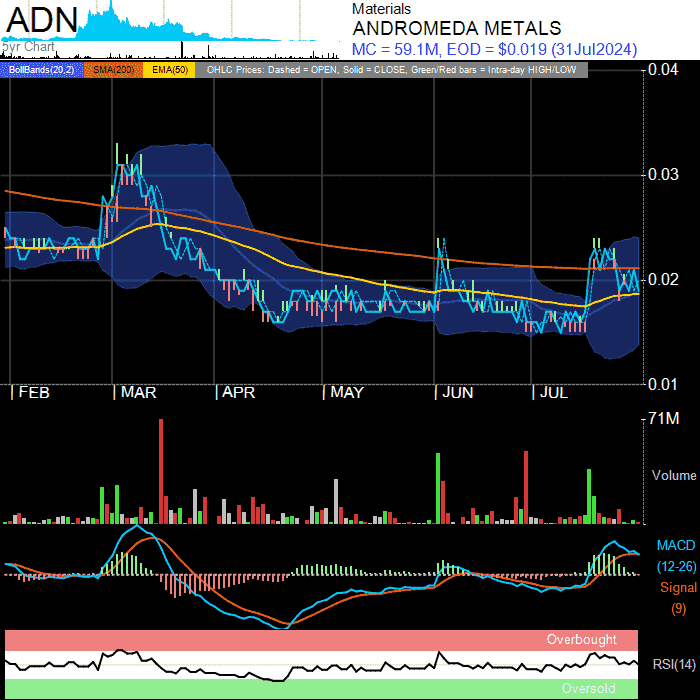 ADN
5yr Chart
Materials
ANDROMEDA METALS
MC = 59.1M, EOD = $0.019 (31Jul2024)
BollBands(20,2) SMA(200) EMA(50) OHLC Prices: Dashed = OPEN, Solid = CLOSE, Green/Red bars = Intra-day HIGH/LOW
0.04
0.03
0.02
0.01
FEB MAR APR MAY JUN JUL
71M
Volume
MACD
(12-26)
Signal
(9)
Overbought
RSI(14)
Oversold